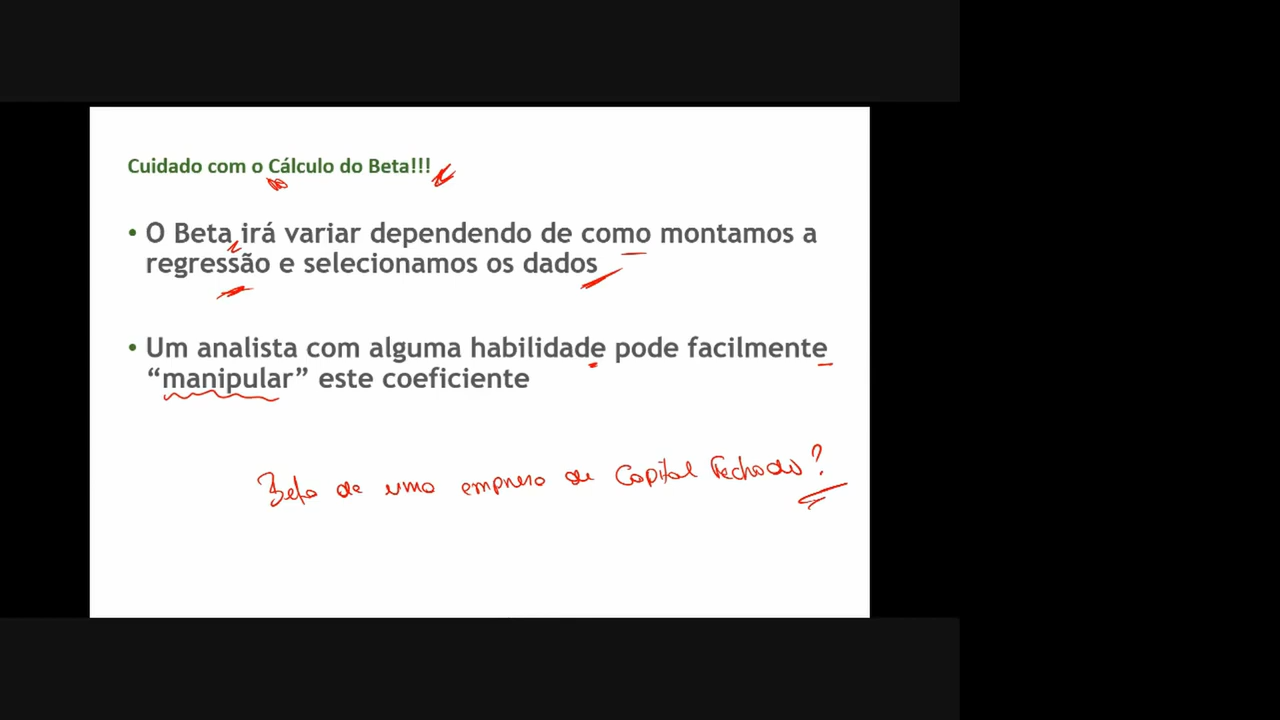 Cuidado com o Cálculo do Beta!!!
• O Beta irá variar dependendo de como montamos a
regressão e selecionamos os dados
• Um analista com alguma habilidade pode facilmente
“manipular” este coeficiente
Beta de uma empresa de Capital Fechado?